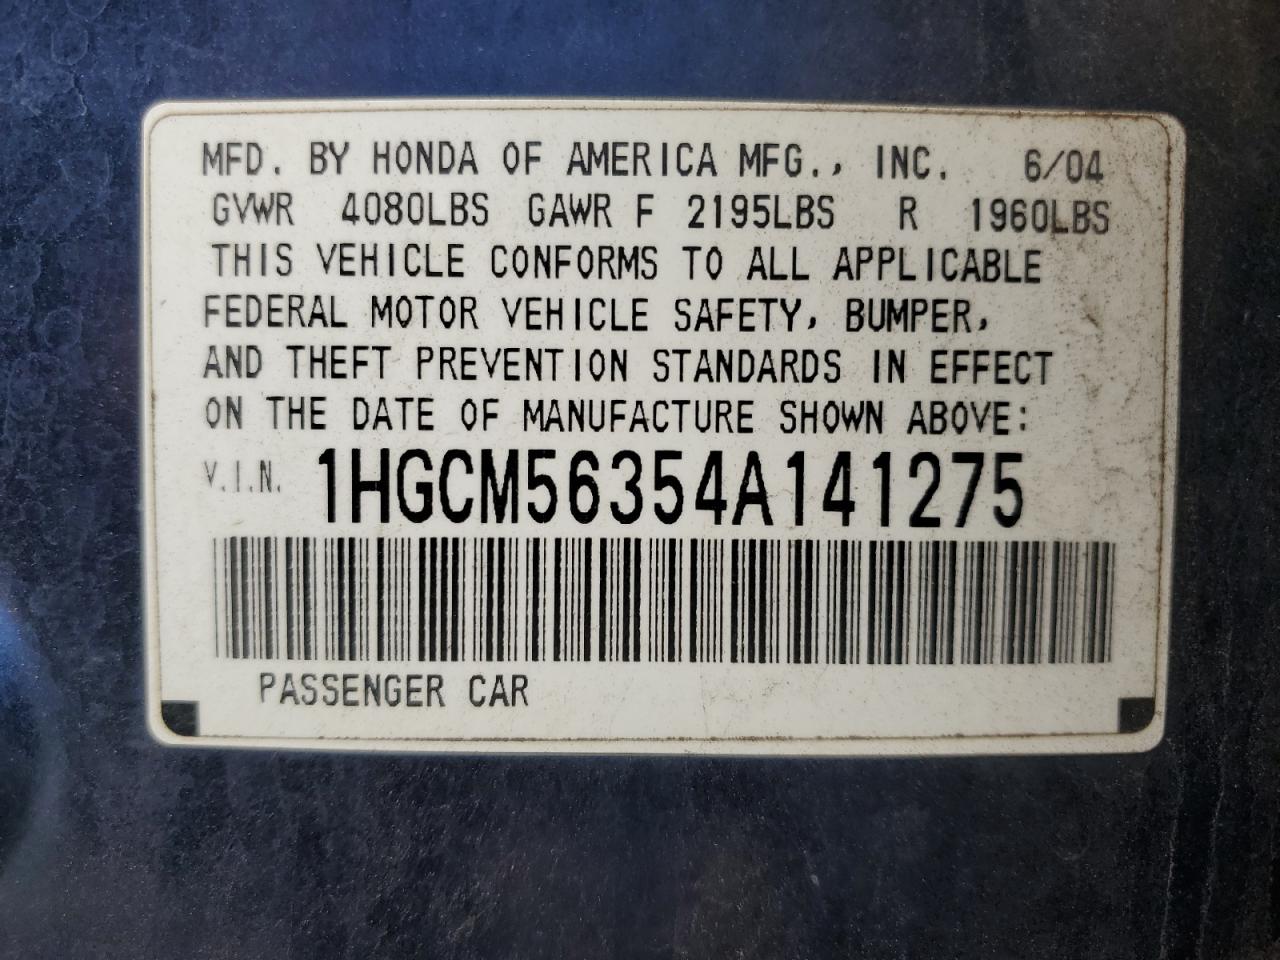 MFD. BY HONDA OF AMERICA MFG., INC. 6/04
GVWR 4080LBS GAWR F 2195LBS R 1960LBS
THIS VEHICLE CONFORMS TO ALL APPLICABLE
FEDERAL MOTOR VEHICLE SAFETY, BUMPER,
AND THEFT PREVENTION STANDARDS IN EFFECT
ON THE DATE OF MANUFACTURE SHOWN ABOVE:
V.I.N. 1HGCM56354A141275
PASSENGER CAR